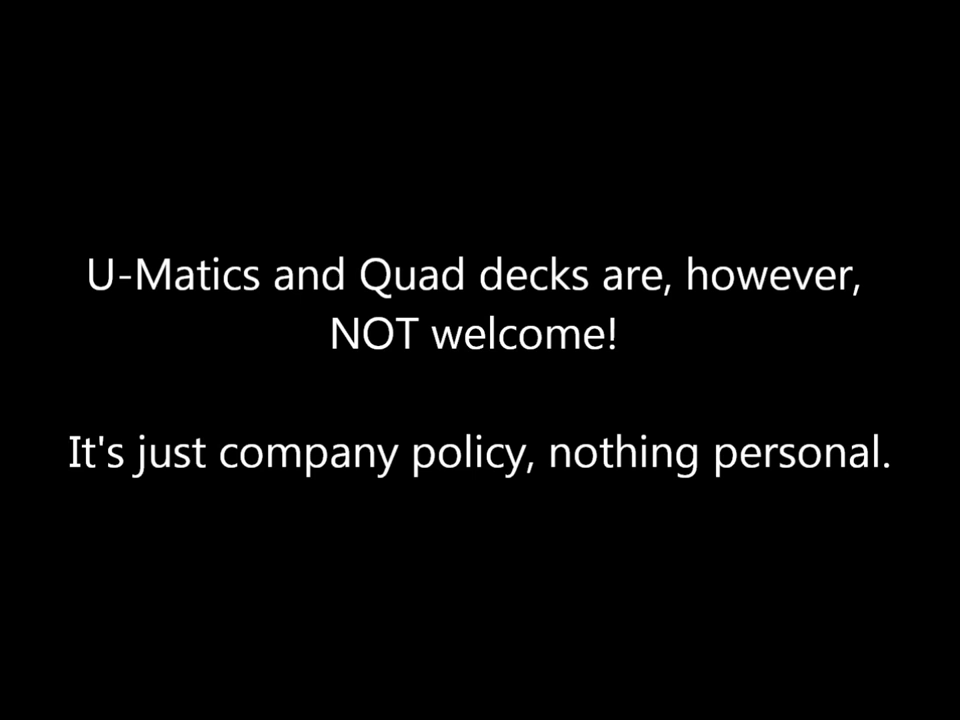 U-Matics and Quad decks are, however,
NOT welcome!
It's just company policy, nothing personal.